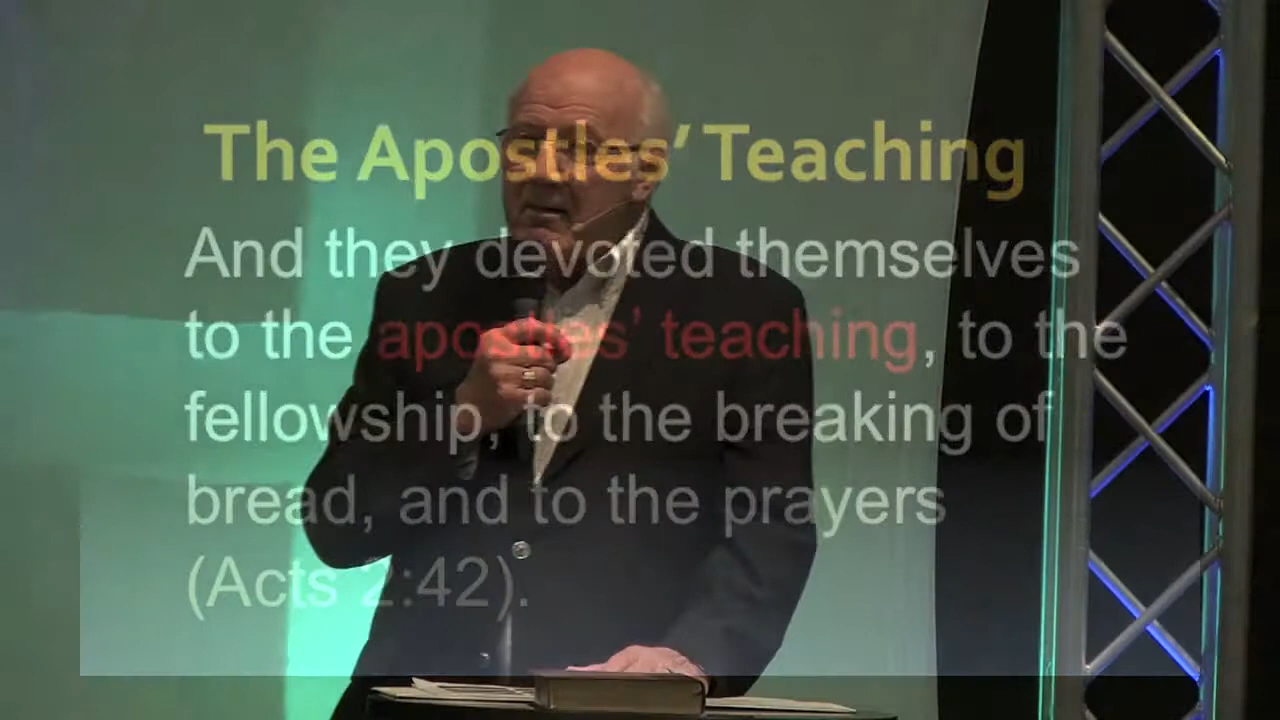 The Apostles’ Teaching
And they devoted themselves
to the apostles’ teaching, to the
fellowship, to the breaking of
bread, and to the prayers
(Acts 2:42).